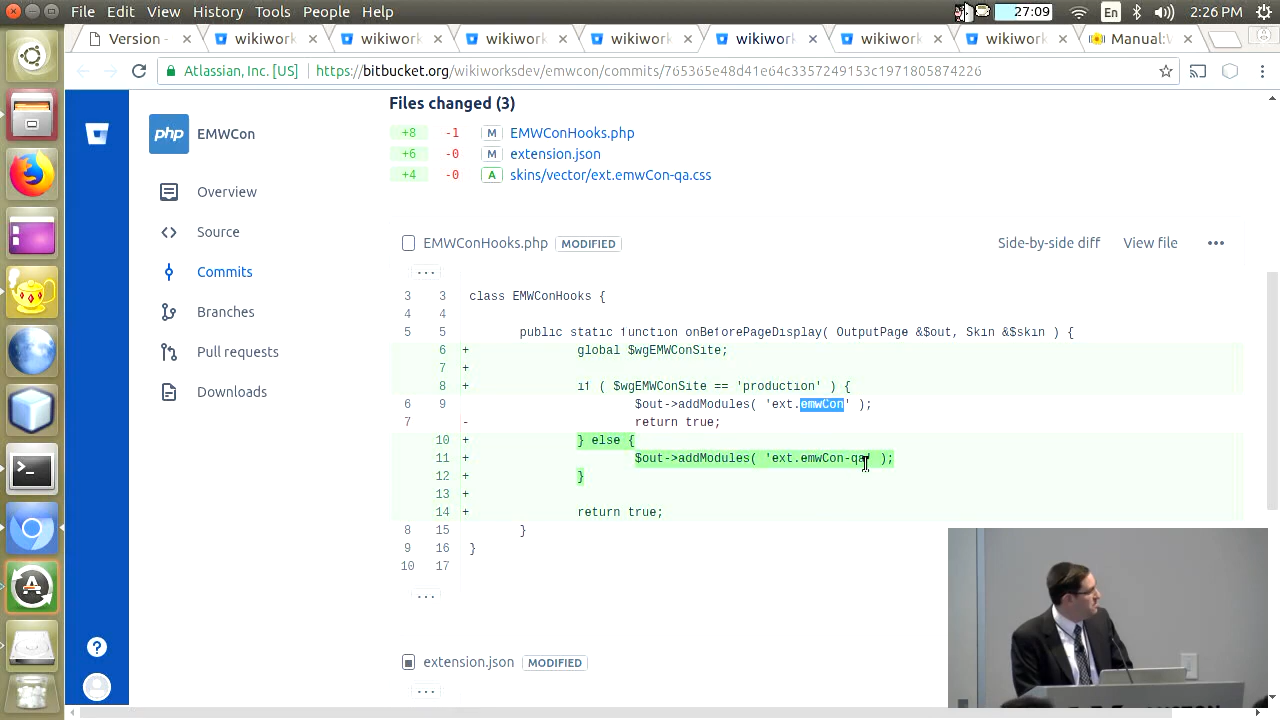 File Edit View History Tools People Help
27:09
En
2:26 PM
Version -
wikiwork
wikiwork
wikiwork
wikiwork
wikiwork
wikiwork
wikiwork
Manual:
Atlassian, Inc. [US]
https://bitbucket.org/wikiworksdev/emwcon/commits/765365e48d41e64c3357249153c1971805874226
php
EMWCon
Overview
Source
Commits
Branches
Pull requests
Downloads
Files changed (3)
+8 -1 M EMWConHooks.php
+6 -0 M extension.json
+4 -0 A skins/vector/ext.emwCon-qa.css
EMWConHooks.php MODIFIED
Side-by-side diff View file
3 3 class EMWConHooks {
4 4
5 5 public static function onBeforePageDisplay( OutputPage &$out, Skin &$skin ) {
6 + global $wgEMWConSite;
7 +
8 + if ( $wgEMWConSite == 'production' ) {
6 9 $out->addModules( 'ext.emwCon' );
7 - return true;
10 + } else {
11 + $out->addModules( 'ext.emwCon-qa' );
12 + }
13 +
14 + return true;
8 15 }
9 16 }
10 17
extension.json MODIFIED